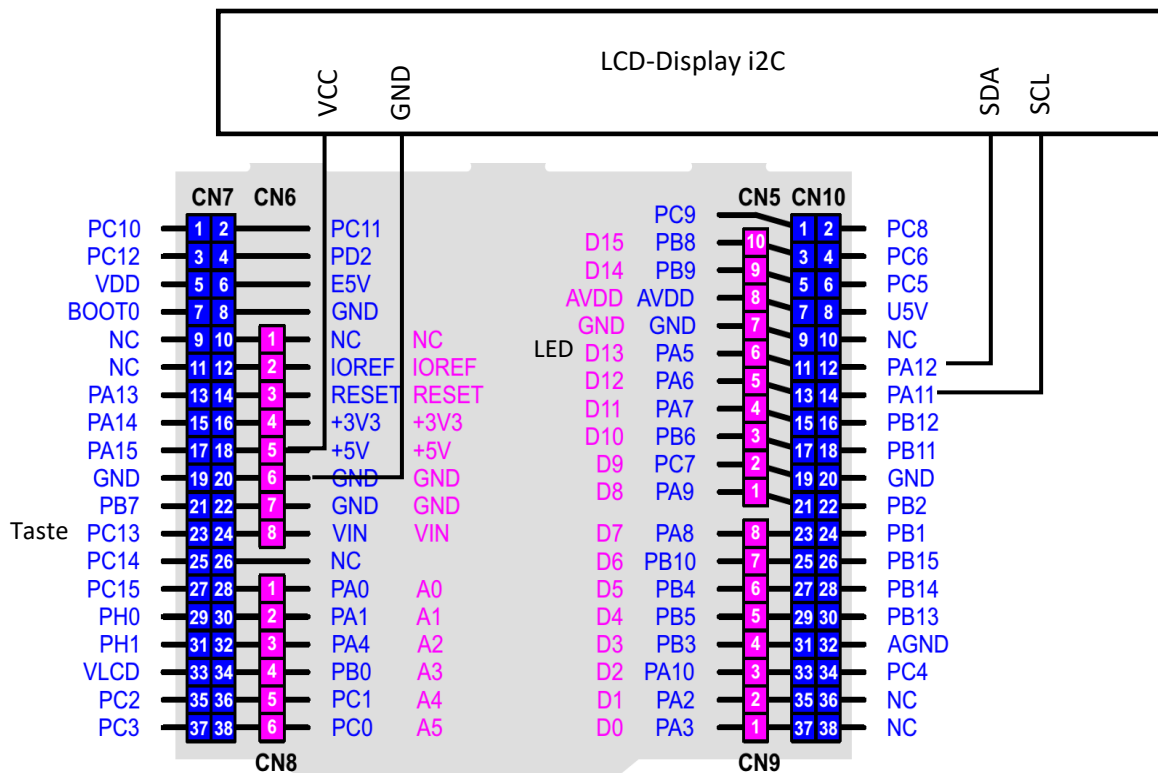 LCD-Display i2C
VCC GND SDA SCL
CN7 CN6 CN5 CN10
PC9
PC10 1 2 PC11 1 2 PC8
D15 PB8 10
PC12 3 4 PD2 3 4 PC6
D14 PB9 9
VDD 5 6 E5V 5 6 PC5
AVDD AVDD 8
BOOT0 7 8 GND 7 8 U5V
GND GND 7
NC 9 10 1 NC NC 9 10 NC
LED D13 PA5 6
NC 11 12 2 IOREF IOREF 11 12 PA12
D12 PA6 5
PA13 13 14 3 RESET RESET 13 14 PA11
D11 PA7 4
PA14 15 16 4 +3V3 +3V3 15 16 PB12
D10 PB6 3
PA15 17 18 5 +5V +5V 17 18 PB11
D9 PC7 2
GND 19 20 6 GND GND 19 20 GND
D8 PA9 1
PB7 21 22 7 GND GND 21 22 PB2
Taste PC13 23 24 8 VIN VIN D7 PA8 8 23 24 PB1
PC14 25 26 NC D6 PB10 7 25 26 PB15
PC15 27 28 1 PA0 A0 D5 PB4 6 27 28 PB14
PH0 29 30 2 PA1 A1 D4 PB5 5 29 30 PB13
PH1 31 32 3 PA4 A2 D3 PB3 4 31 32 AGND
VLCD 33 34 4 PB0 A3 D2 PA10 3 33 34 PC4
PC2 35 36 5 PC1 A4 D1 PA2 2 35 36 NC
PC3 37 38 6 PC0 A5 D0 PA3 1 37 38 NC
CN8 CN9